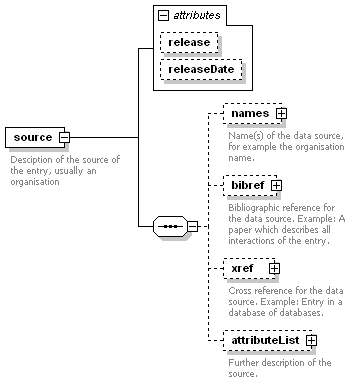 attributes
release
releaseDate
source
Desciption of the source of
the entry, usually an
organisation
names
Name(s) of the data source,
for example the organisation
name.
bibref
Bibliographic reference for
the data source. Example: A
paper which describes all
interactions of the entry.
xref
Cross reference for the data
source. Example: Entry in a
database of databases.
attributeList
Further description of the
source.